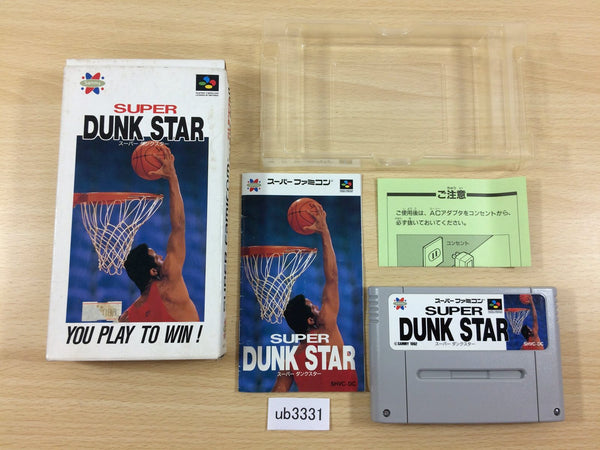 SUPER
DUNK STAR
スーパー ダンクスター
YOU PLAY TO WIN!
スーパーファミコン
SUPER
DUNK STAR
スーパー ダンクスター
SHVC-DC
ご注意
ご使用後は、ACアダプタをコンセントから、
必ず抜いておいてください。
コンセント
スーパーファミコン
SUPER
DUNK STAR
スーパー ダンクスター
© SAMMY 1992
SHVC-DC
ub3331